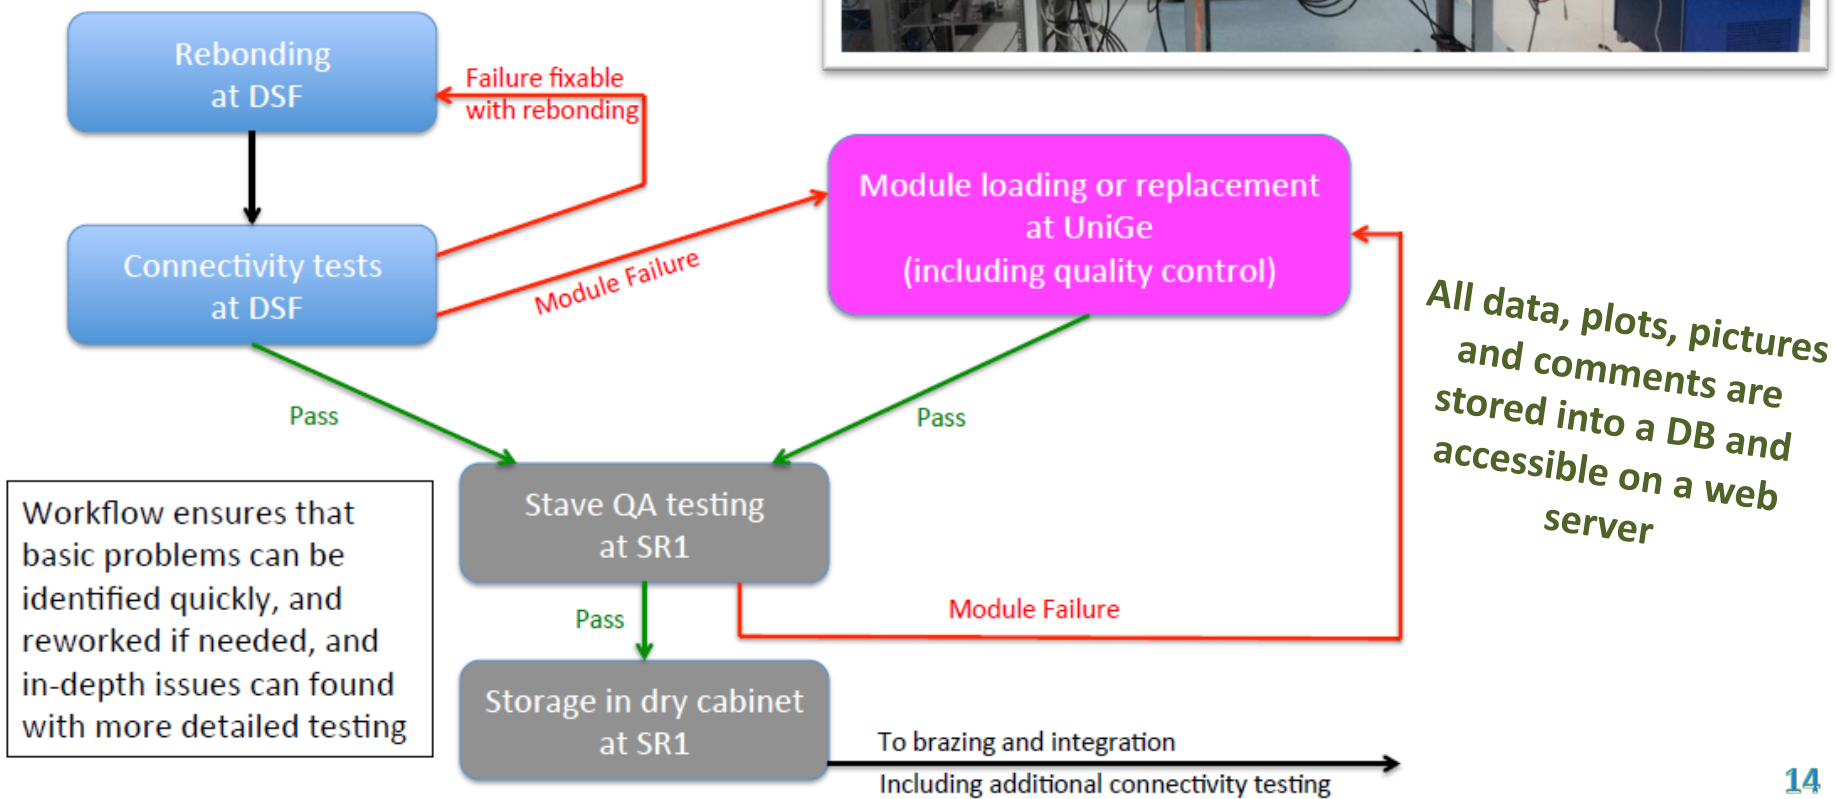 Rebonding
at DSF
Failure fixable
with rebonding
Module loading or replacement
at UniGe
(including quality control)
Connectivity tests
at DSF
Module Failure
All data, plots, pictures
and comments are
stored into a DB and
accessible on a web
server
Pass
Pass
Stave QA testing
at SR1
Workflow ensures that
basic problems can be
identified quickly, and
reworked if needed, and
in-depth issues can found
with more detailed testing
Pass
Module Failure
Storage in dry cabinet
at SR1
To brazing and integration
Including additional connectivity testing
14